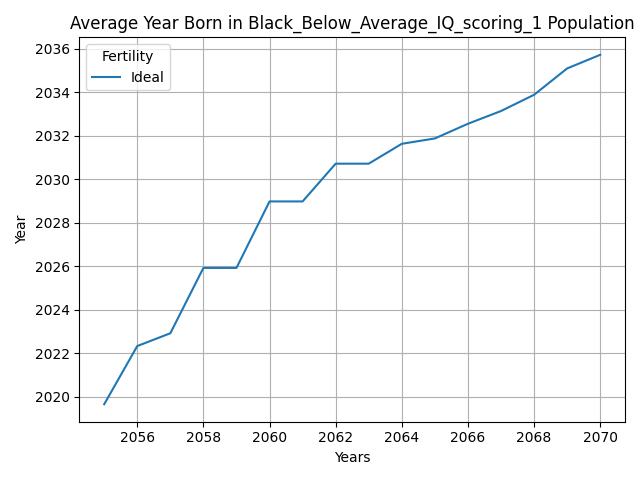 Average Year Born in Black_Below_Average_IQ_scoring_1 Population
Fertility
Ideal
2036
2034
2032
2030
2028
2026
2024
2022
2020
Year
2056 2058 2060 2062 2064 2066 2068 2070
Years